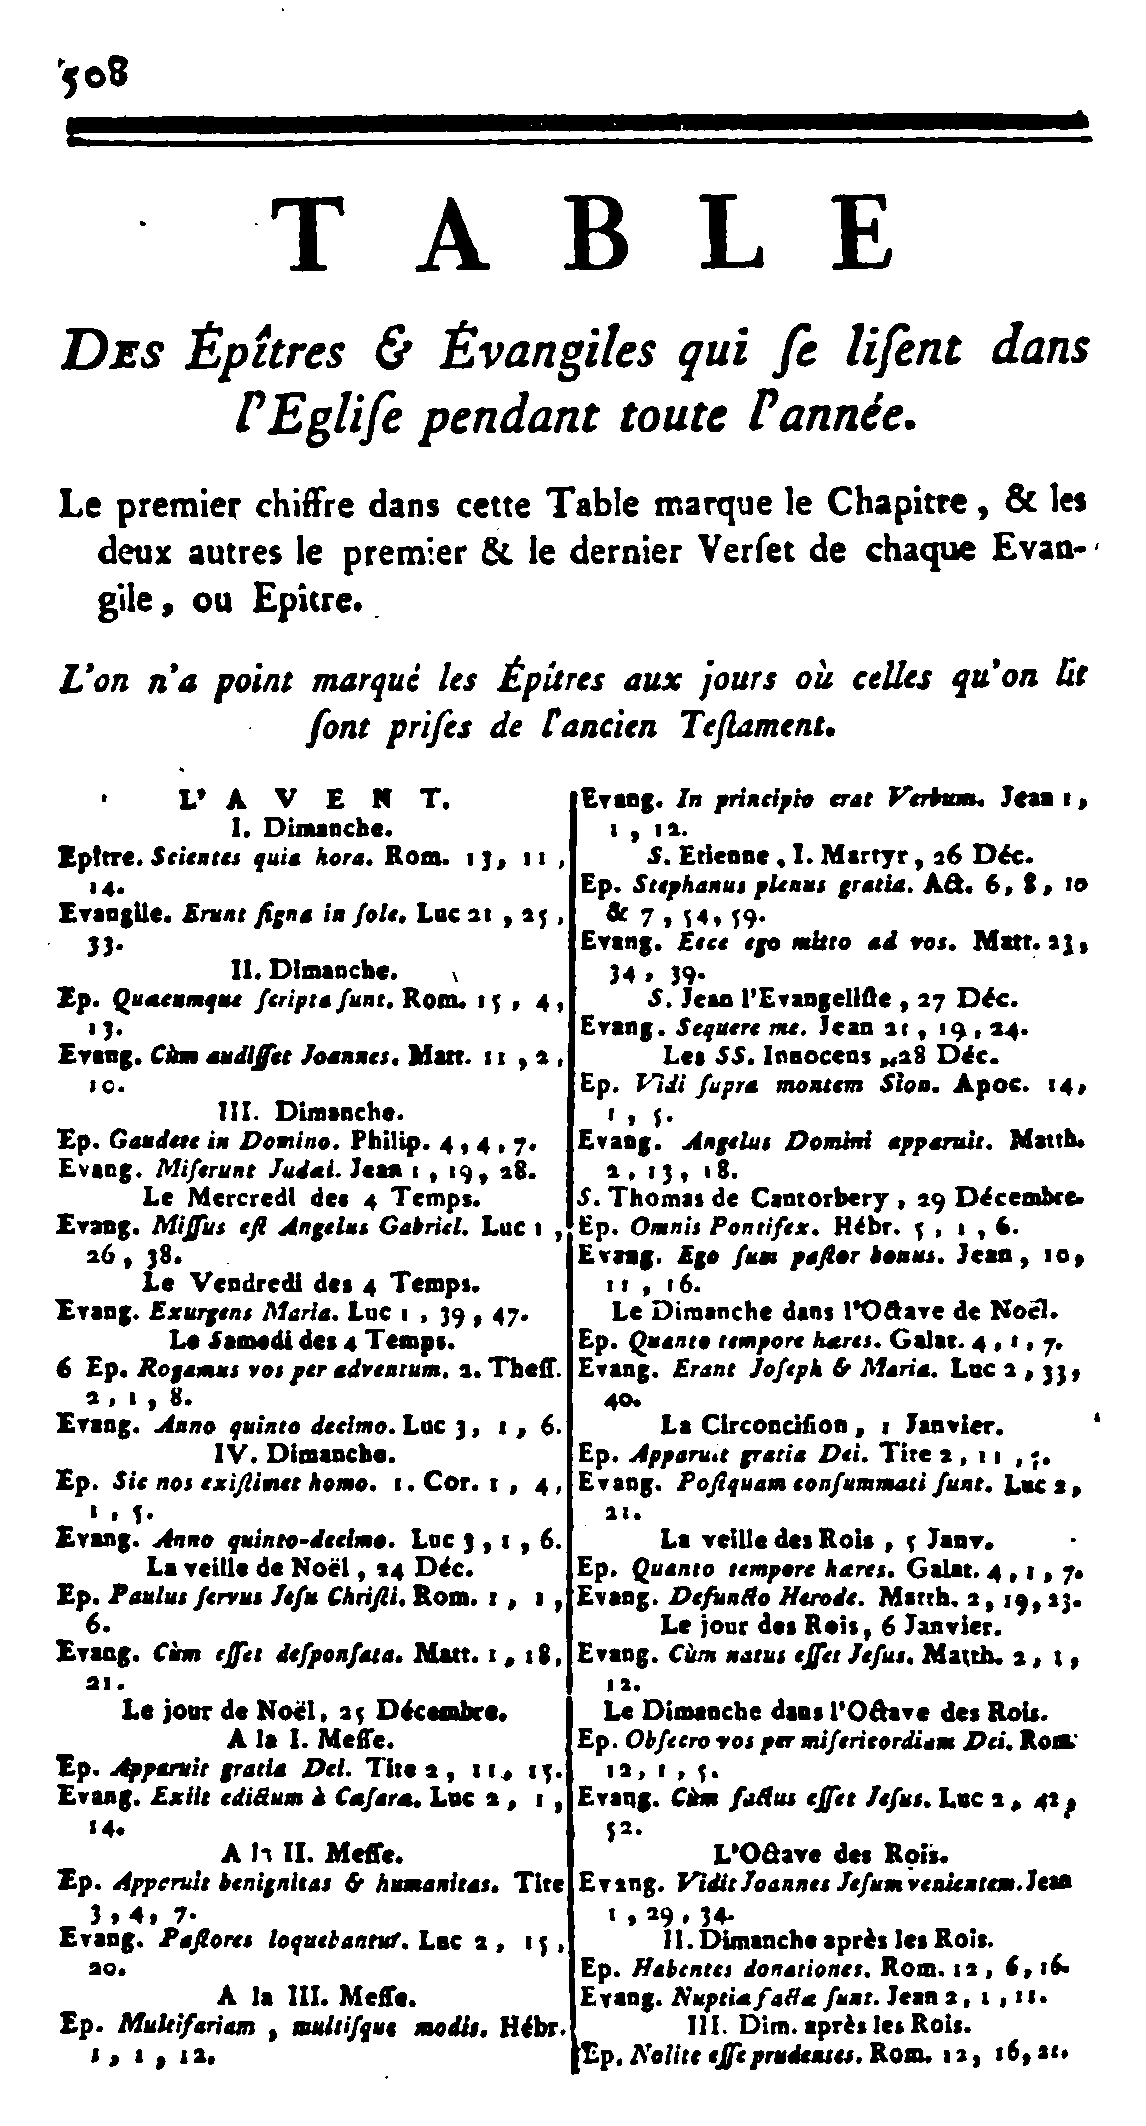 508
TABLE
DES Épîtres & Évangiles qui ſe liſent dans
l'Egliſe pendant toute l'année.
Le premier chiffre dans cette Table marque le Chapitre, & les
deux autres le premier & le dernier Verſet de chaque Evan-
gile, ou Epître.
L'on n'a point marqué les Épîtres aux jours où celles qu'on lit
ſont priſes de l'ancien Teſtament.
L'AVENT.
I. Dimanche.
Epître. Scientes quia hora. Rom. 13, 11,
14.
Evangile. Erunt ſigna in ſole. Luc 21, 25,
33.
II. Dimanche.
Ep. Quæcumque ſcripta ſunt. Rom. 15, 4,
13.
Evang. Cùm audiſſet Joannes. Matt. 11, 2,
10.
III. Dimanche.
Ep. Gaudete in Domino. Philip. 4, 4, 7.
Evang. Miſerunt Judæi. Jean 1, 19, 28.
Le Mercredi des 4 Temps.
Evang. Miſſus eſt Angelus Gabriel. Luc 1,
26, 38.
Le Vendredi des 4 Temps.
Evang. Exurgens Maria. Luc 1, 39, 47.
Le Samedi des 4 Temps.
6 Ep. Rogamus vos per adventum. 2. Theſſ.
2, 1, 8.
Evang. Anno quinto decimo. Luc 3, 1, 6.
IV. Dimanche.
Ep. Sic nos exiſtimet homo. 1. Cor. 1, 4,
1, 5.
Evang. Anno quinto-decimo. Luc 3, 1, 6.
La veille de Noël, 24 Déc.
Ep. Paulus ſervus Jeſu Chriſti. Rom. 1, 1,
6.
Evang. Cùm eſſet deſponſata. Matt. 1, 18,
21.
Le jour de Noël, 25 Décembre.
A la I. Meſſe.
Ep. Apparuit gratia Dei. Tite 2, 11, 15.
Evang. Exiit edictum à Cæſare. Luc 2, 1,
14.
A la II. Meſſe.
Ep. Apparuit benignitas & humanitas. Tite
3, 4, 7.
Evang. Paſtores loquebantur. Luc 2, 15,
20.
A la III. Meſſe.
Ep. Multifariam, multiſque modis. Hébr.
1, 1, 12.
Evang. In principio erat Verbum. Jean 1,
1, 12.
S. Etienne, I. Martyr, 26 Déc.
Ep. Stephanus plenus gratia. Act. 6, 8, 10
& 7, 54, 59.
Evang. Ecce ego mitto ad vos. Matt. 23,
34, 39.
S. Jean l'Evangeliſte, 27 Déc.
Evang. Sequere me. Jean 21, 19, 24.
Les SS. Innocens, 28 Déc.
Ep. Vidi ſupra montem Sion. Apoc. 14,
1, 5.
Evang. Angelus Domini apparuit. Matth.
2, 13, 18.
S. Thomas de Cantorbery, 29 Décembre.
Ep. Omnis Pontifex. Hébr. 5, 1, 6.
Evang. Ego ſum paſtor bonus. Jean, 10,
11, 16.
Le Dimanche dans l'Octave de Noël.
Ep. Quanto tempore hæres. Galat. 4, 1, 7.
Evang. Erant Joſeph & Maria. Luc 2, 33,
40.
La Circonciſion, 1 Janvier.
Ep. Apparuit gratia Dei. Tite 2, 11,
Evang. Poſtquam conſummati ſunt. Luc 2,
21.
La veille des Rois, 5 Janv.
Ep. Quanto tempore hæres. Galat. 4, 1, 7.
Evang. Defuncto Herode. Matth. 2, 19, 23.
Le jour des Rois, 6 Janvier.
Evang. Cùm natus eſſet Jeſus. Matth. 2, 1,
12.
Le Dimanche dans l'Octave des Rois.
Ep. Obſecro vos per miſericordiam Dei. Rom.
12, 1, 5.
Evang. Cùm factus eſſet Jeſus. Luc 2, 42,
52.
L'Octave des Rois.
Evang. Vidit Joannes Jeſum venientem. Jean
1, 29, 34.
II. Dimanche après les Rois.
Ep. Habentes donationes. Rom. 12, 6, 16.
Evang. Nuptiæ factæ ſunt. Jean 2, 1, 11.
III. Dim. après les Rois.
Ep. Nolite eſſe prudentes. Rom. 12, 16, 21.